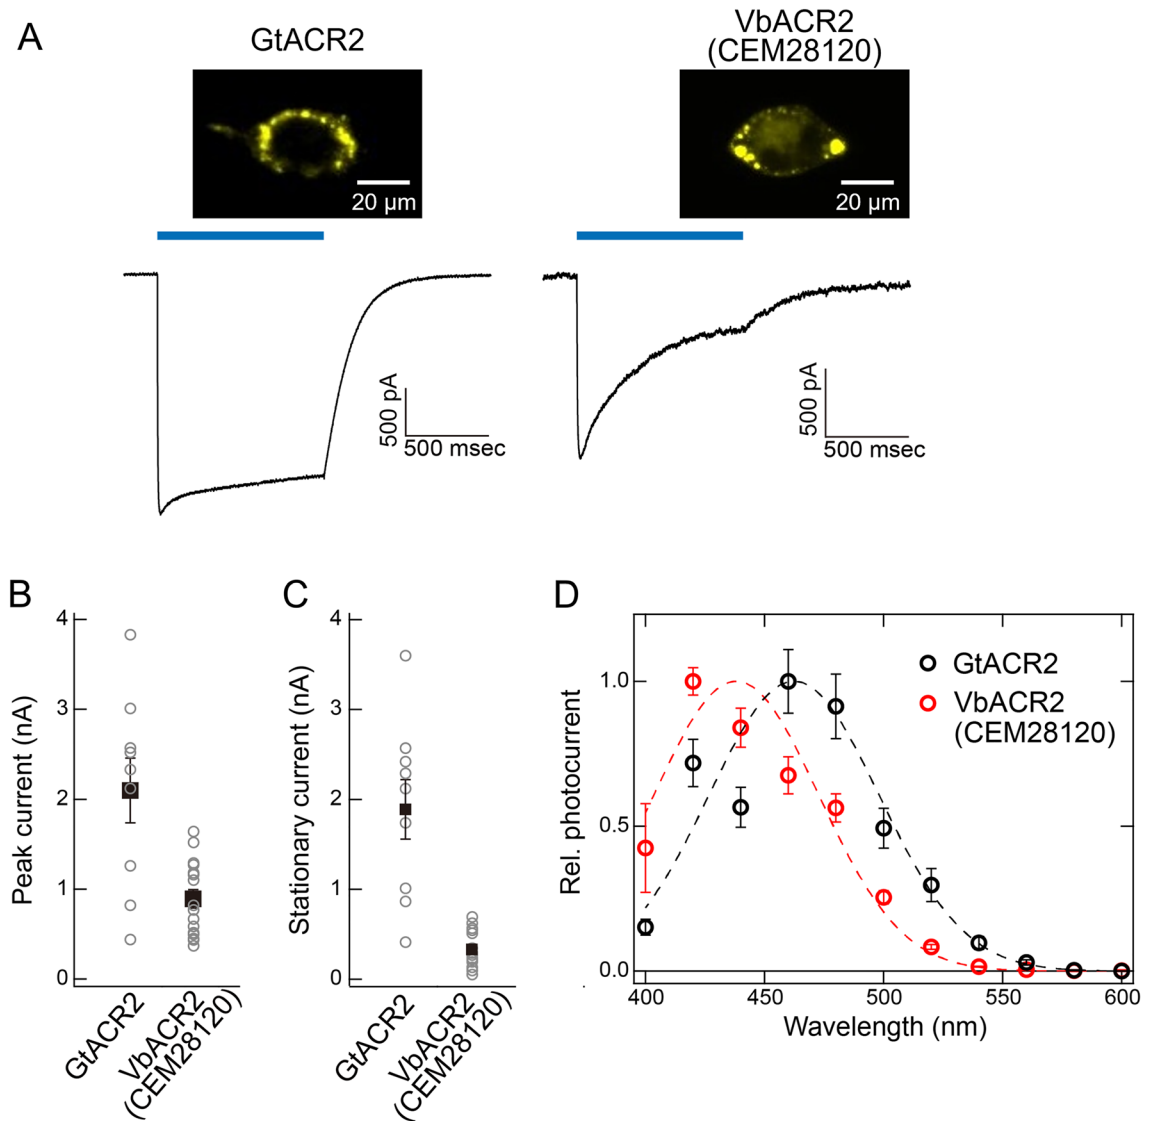 A
GtACR2
VbACR2
(CEM28120)
20 µm
20 µm
500 pA
500 msec
500 pA
500 msec
B
4
3
2
1
0
Peak current (nA)
GtACR2
VbACR2
(CEM28120)
C
4
3
2
1
0
Stationary current (nA)
GtACR2
VbACR2
(CEM28120)
D
1.0
0.5
0.0
Rel. photocurrent
GtACR2
VbACR2
(CEM28120)
400
450
500
550
600
Wavelength (nm)